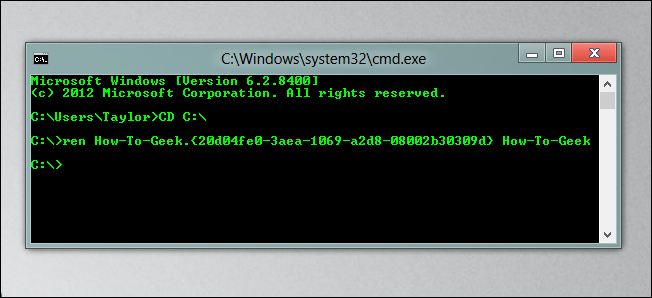 C:\Windows\system32\cmd.exe
C:\.
Microsoft Windows [Version 6.2.8400]
(c) 2012 Microsoft Corporation. All rights reserved.
C:\Users\Taylor>CD C:\
C:\>ren How-To-Geek.{20d04fe0-3aea-1069-a2d8-08002b30309d} How-To-Geek
C:\>